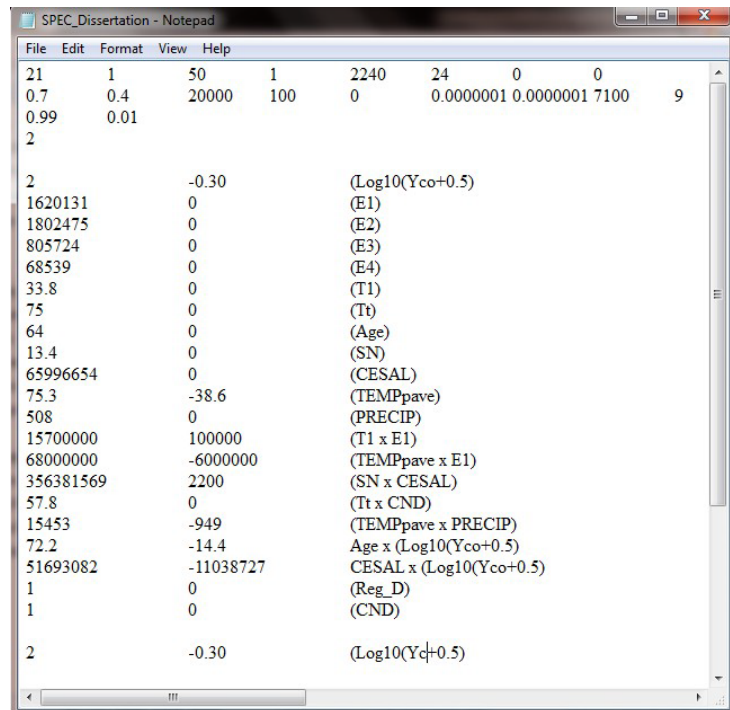 SPEC_Dissertation - Notepad
File Edit Format View Help
21 1 50 1 2240 24 0 0
0.7 0.4 20000 100 0 0.0000001 0.0000001 7100 9
0.99 0.01
2
2 -0.30 (Log10(Yco+0.5)
1620131 0 (E1)
1802475 0 (E2)
805724 0 (E3)
68539 0 (E4)
33.8 0 (T1)
75 0 (Tt)
64 0 (Age)
13.4 0 (SN)
65996654 0 (CESAL)
75.3 -38.6 (TEMPpave)
508 0 (PRECIP)
15700000 100000 (T1 x E1)
68000000 -6000000 (TEMPpave x E1)
356381569 2200 (SN x CESAL)
57.8 0 (Tt x CND)
15453 -949 (TEMPpave x PRECIP)
72.2 -14.4 Age x (Log10(Yco+0.5)
51693082 -11038727 CESAL x (Log10(Yco+0.5)
1 0 (Reg_D)
1 0 (CND)
2 -0.30 (Log10(Yc+0.5)